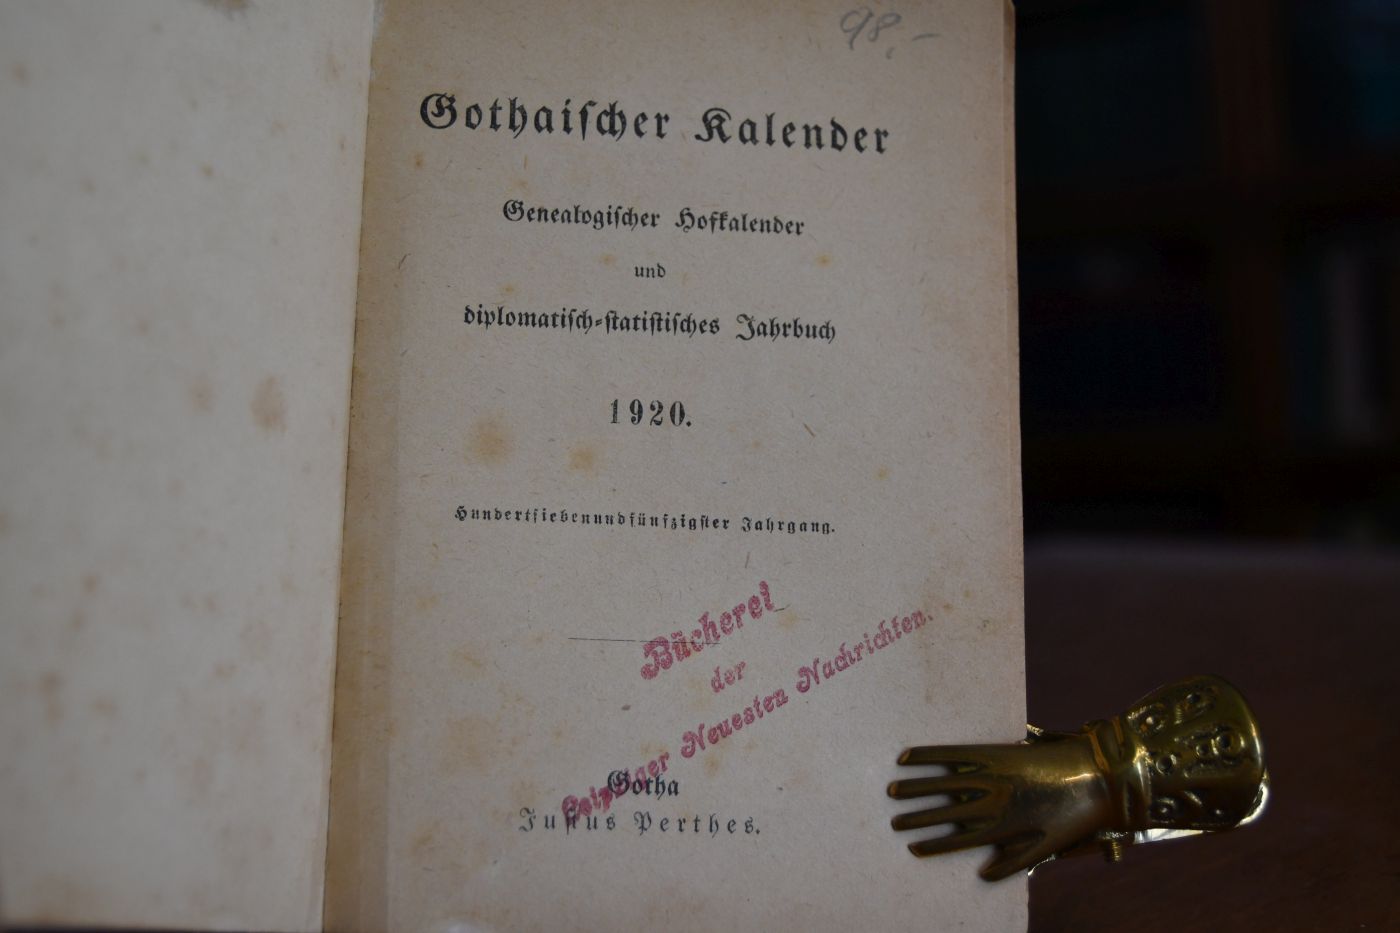 98,-
Gothaiſcher Kalender
Genealogiſcher Hofkalender
und
diplomatiſch-ſtatiſtiſches Jahrbuch
1920.
Hundertſiebenundfünfzigſter Jahrgang.
Bücherei
der
Leipziger Neuesten Nachrichten.
Gotha
Juſtus Perthes.